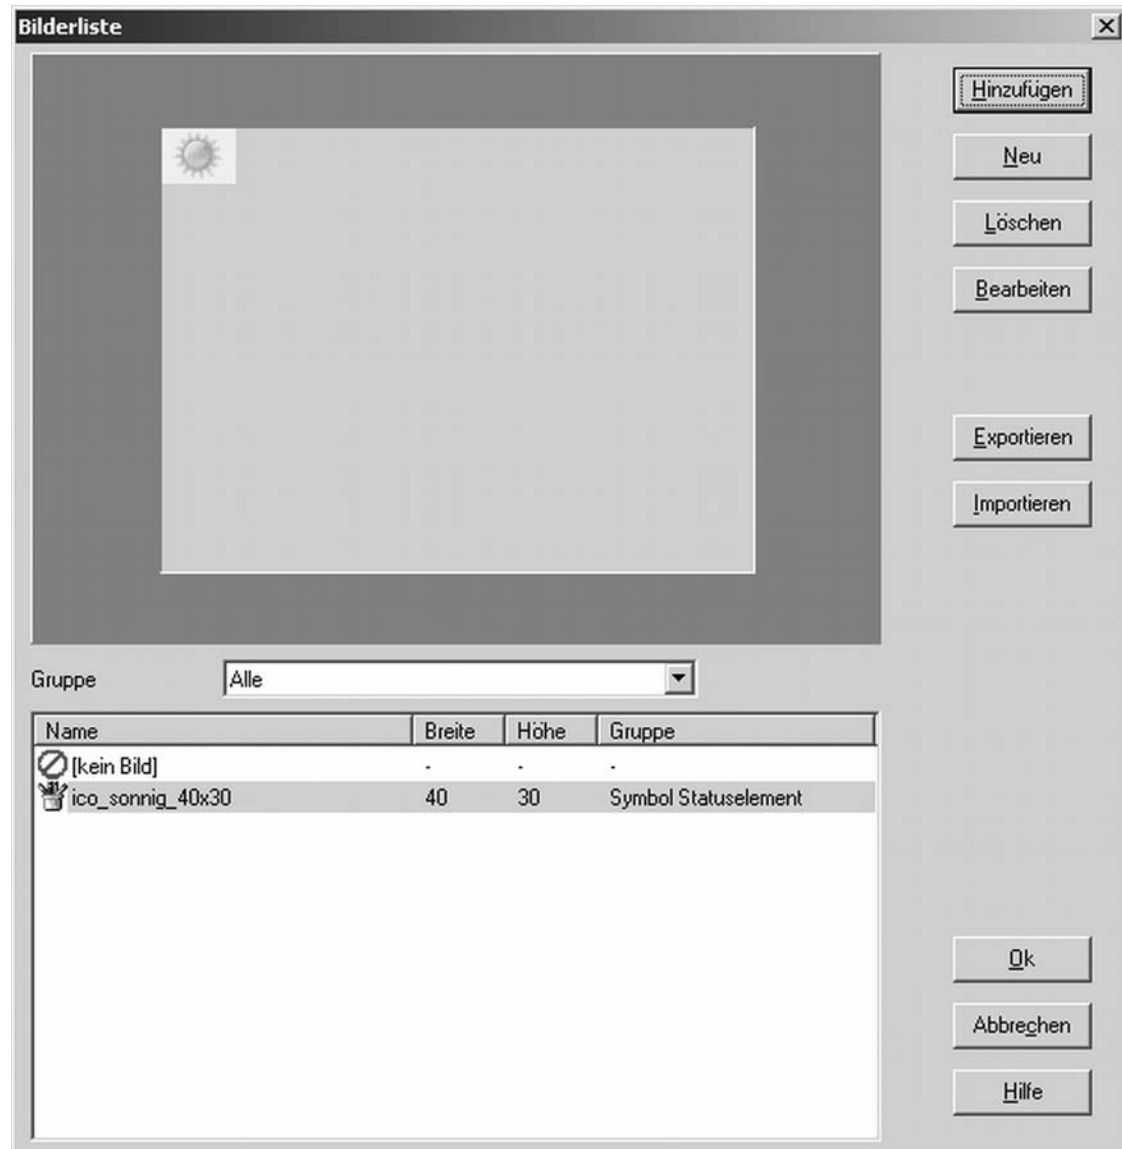 Bilderliste
Hinzufügen
Neu
Löschen
Bearbeiten
Exportieren
Importieren
Gruppe Alle
Name Breite Höhe Gruppe
[kein Bild] - - -
ico_sonnig_40x30 40 30 Symbol Statuselement
Ok
Abbrechen
Hilfe